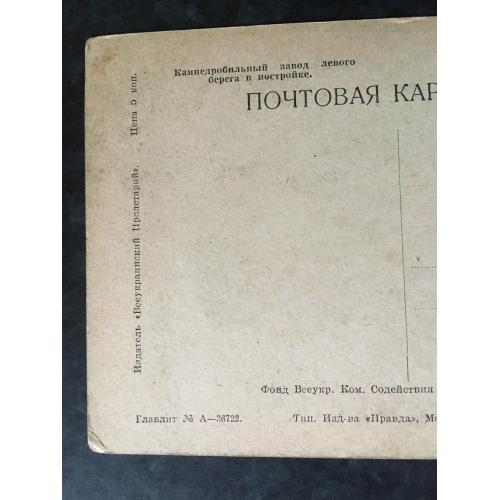 Камнедробильный завод левого
берега в постройке.
ПОЧТОВАЯ КАР
Издатель «Всеукраинский Пролетарий». Цена 5 коп.
Фонд Всеукр. Ком. Содействия
Главлит № А—36722. Тип. Изд-ва «Правда», Мо